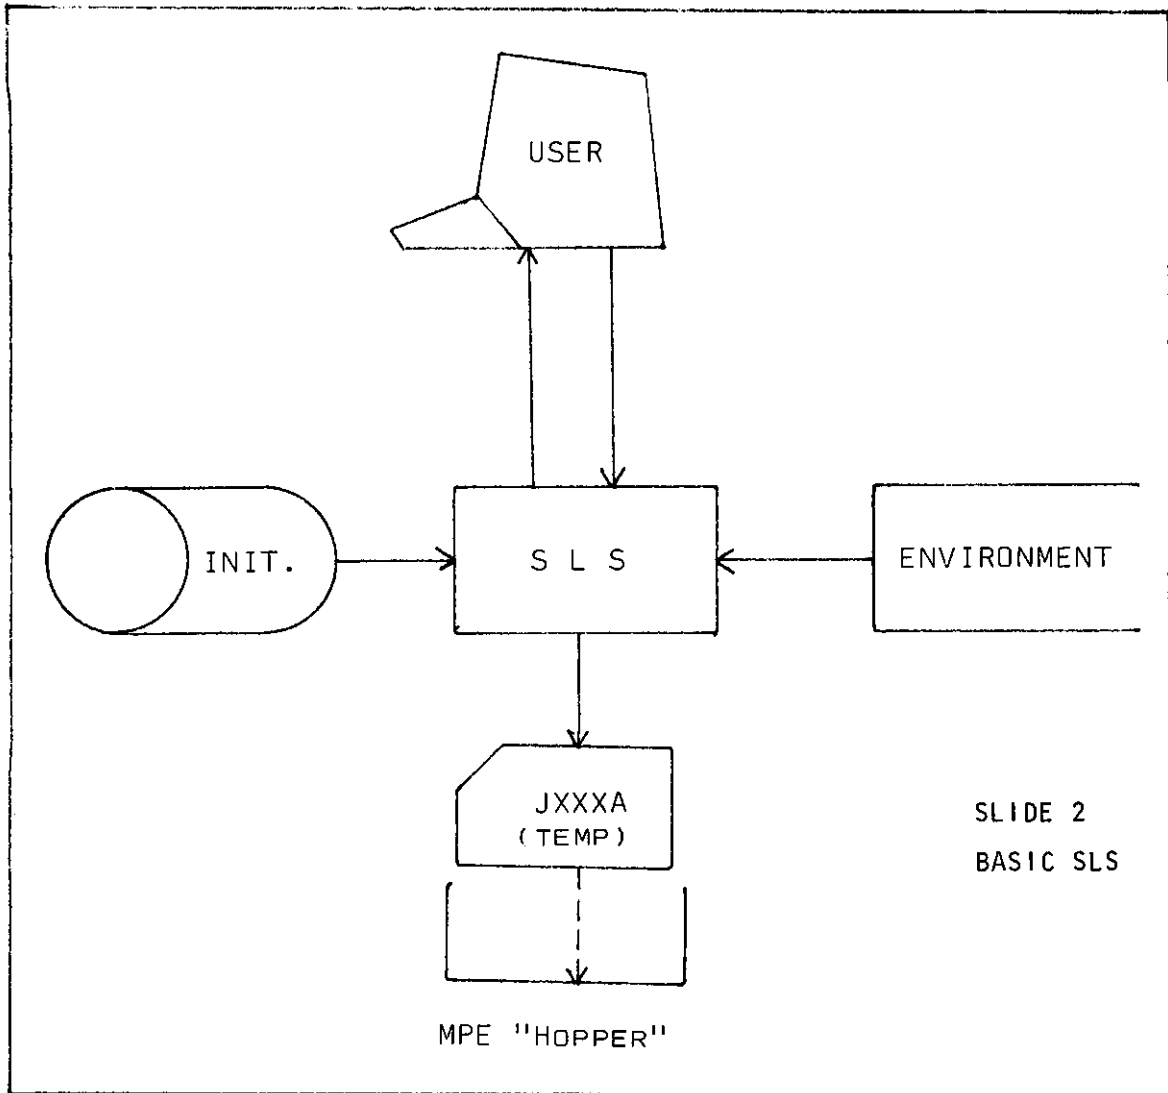 USER
INIT.
S L S
ENVIRONMENT
JXXXA
(TEMP)
SLIDE 2
BASIC SLS
MPE "HOPPER"